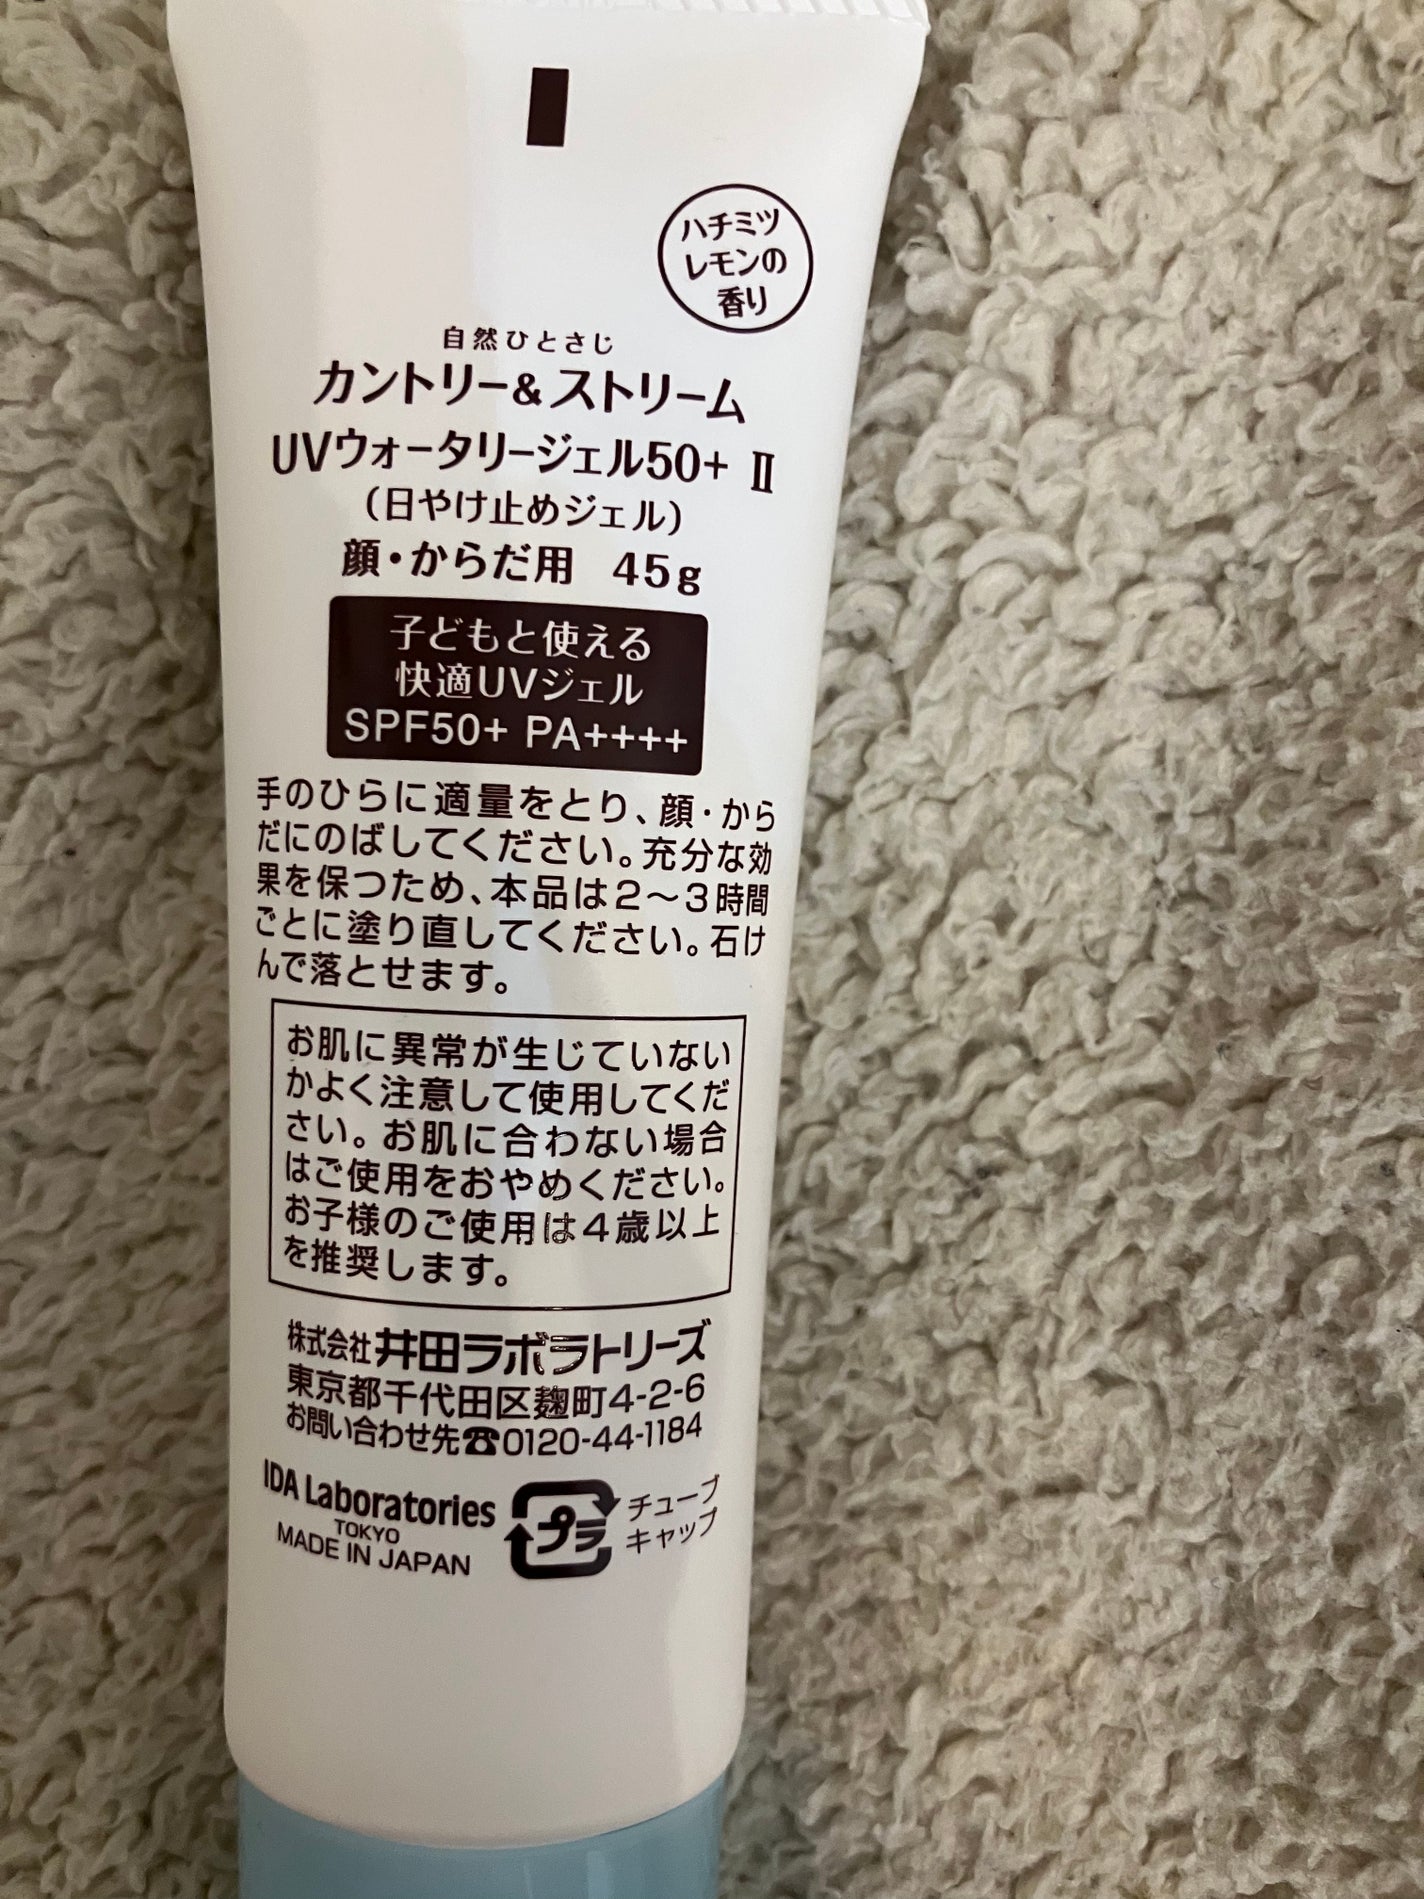 ハチミツ
レモンの
香り
自然ひとさじ
カントリー&ストリーム
UVウォータリージェル50+ Ⅱ
(日やけ止めジェル)
顔・からだ用 45g
子どもと使える
快適UVジェル
SPF50+ PA++++
手のひらに適量をとり、顔・から
だにのばしてください。充分な効
果を保つため、本品は2～3時間
ごとに塗り直してください。石け
んで落とせます。
お肌に異常が生じていない
かよく注意して使用してくだ
さい。お肌に合わない場合
はご使用をおやめください。
お子様のご使用は4歳以上
を推奨します。
株式会社 井田ラボラトリーズ
東京都千代田区麹町4-2-6
お問い合わせ先☎0120-44-1184
IDA Laboratories
TOKYO
MADE IN JAPAN
プラ
チューブ
キャップ